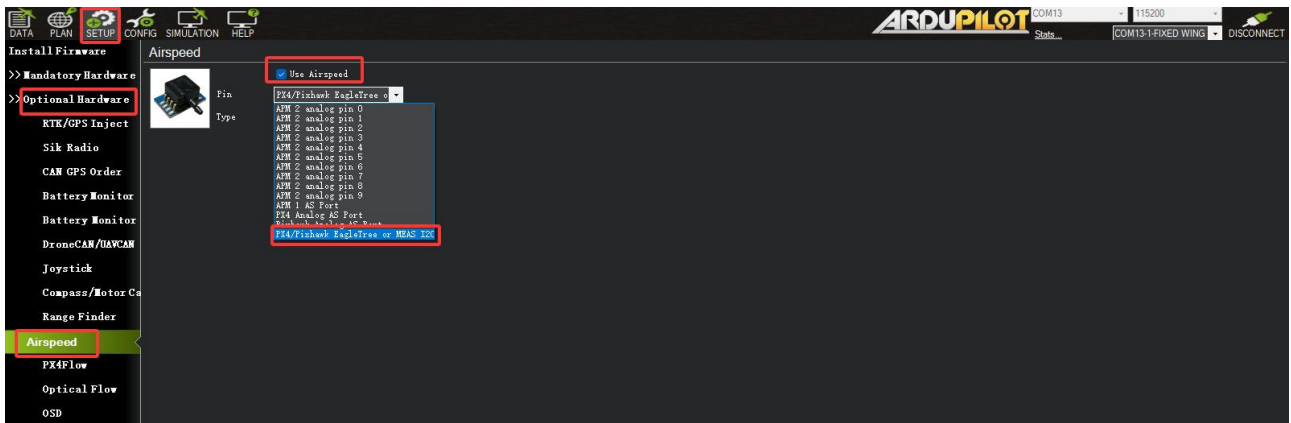 DATA PLAN SETUP CONFIG SIMULATION HELP
ARDUPILOT
COM13
115200
Stats...
COM13-1-FIXED WING
DISCONNECT
Install Firmware
Airspeed
>> Mandatory Hardware
>> Optional Hardware
RTK/GPS Inject
Sik Radio
CAN GPS Order
Battery Monitor
Battery Monitor
DroneCAN/UAVCAN
Joystick
Compass/Motor Ca
Range Finder
Airspeed
PX4Flow
Optical Flow
OSD
Use Airspeed
Pin
PX4/Pixhawk EagleTree o
Type
APM 2 analog pin 0
APM 2 analog pin 1
APM 2 analog pin 2
APM 2 analog pin 3
APM 2 analog pin 4
APM 2 analog pin 5
APM 2 analog pin 6
APM 2 analog pin 7
APM 2 analog pin 8
APM 2 analog pin 9
APM 1 AS Port
PX4 Analog AS Port
Pixhawk Analog AS Port
PX4/Pixhawk EagleTree or MEAS I2C